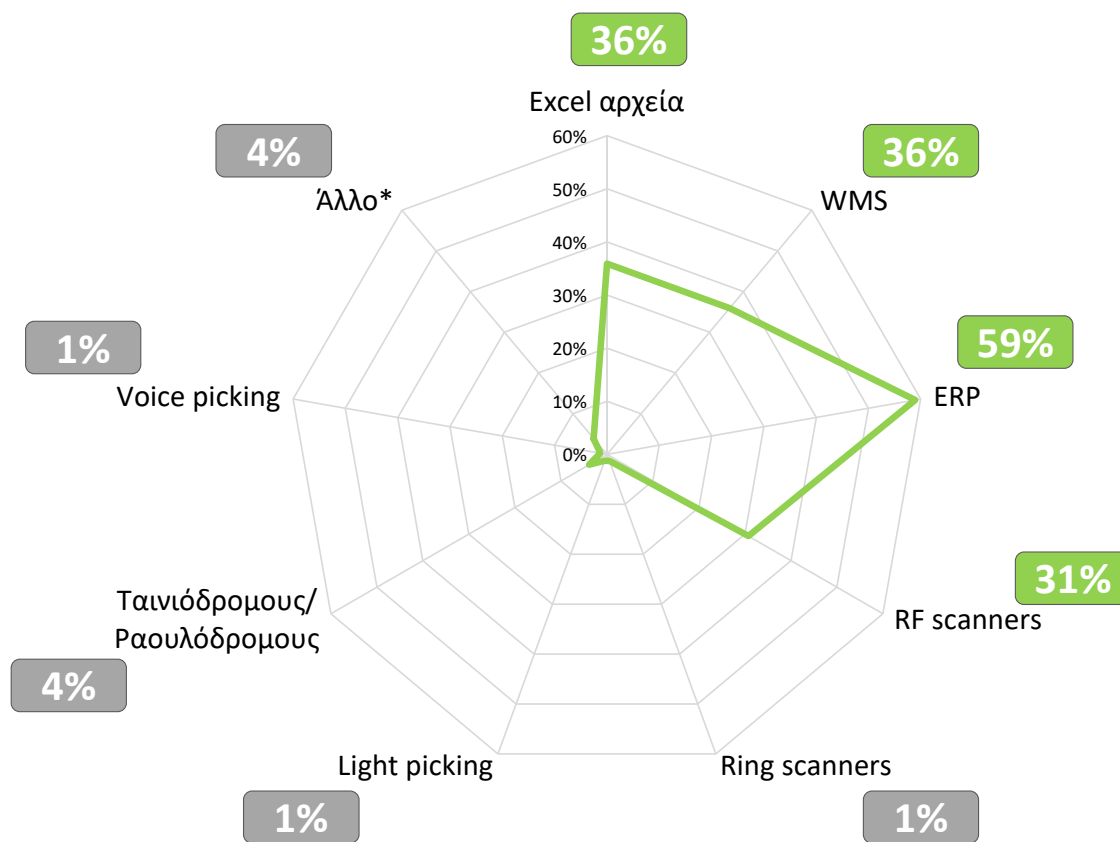 36%
Excel αρχεία
60%
50%
40%
30%
20%
10%
0%
36%
WMS
59%
ERP
31%
RF scanners
Ring scanners
1%
Light picking
1%
Ταινιόδρομους/
Ραουλόδρομους
4%
1%
Voice picking
4%
Άλλο*